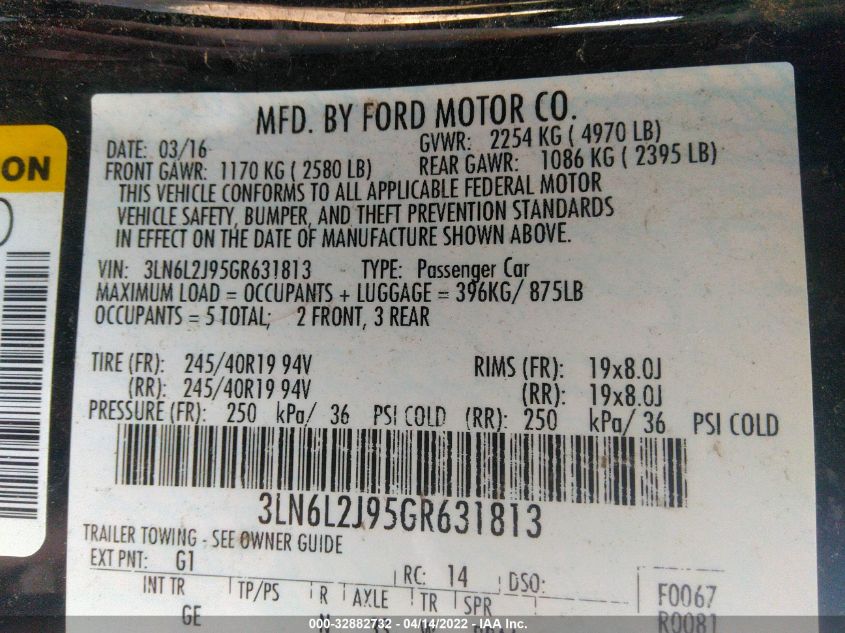 MFD. BY FORD MOTOR CO.
DATE: 03/16 GVWR: 2254 KG ( 4970 LB)
FRONT GAWR: 1170 KG ( 2580 LB) REAR GAWR: 1086 KG ( 2395 LB)
THIS VEHICLE CONFORMS TO ALL APPLICABLE FEDERAL MOTOR
VEHICLE SAFETY, BUMPER, AND THEFT PREVENTION STANDARDS
IN EFFECT ON THE DATE OF MANUFACTURE SHOWN ABOVE.
VIN: 3LN6L2J95GR631813 TYPE: Passenger Car
MAXIMUM LOAD = OCCUPANTS + LUGGAGE = 396KG/ 875LB
OCCUPANTS = 5 TOTAL; 2 FRONT, 3 REAR
TIRE (FR): 245/40R19 94V RIMS (FR): 19x8.0J
(RR): 245/40R19 94V (RR): 19x8.0J
PRESSURE (FR): 250 kPa/ 36 PSI COLD (RR): 250 kPa/ 36 PSI COLD
3LN6L2J95GR631813
TRAILER TOWING - SEE OWNER GUIDE
EXT PNT: G1 RC: 14 DSO: F0067
INT TR TP/PS R AXLE TR SPR R0081
GE
000-32882732 - 04/14/2022 - IAA Inc.
ON